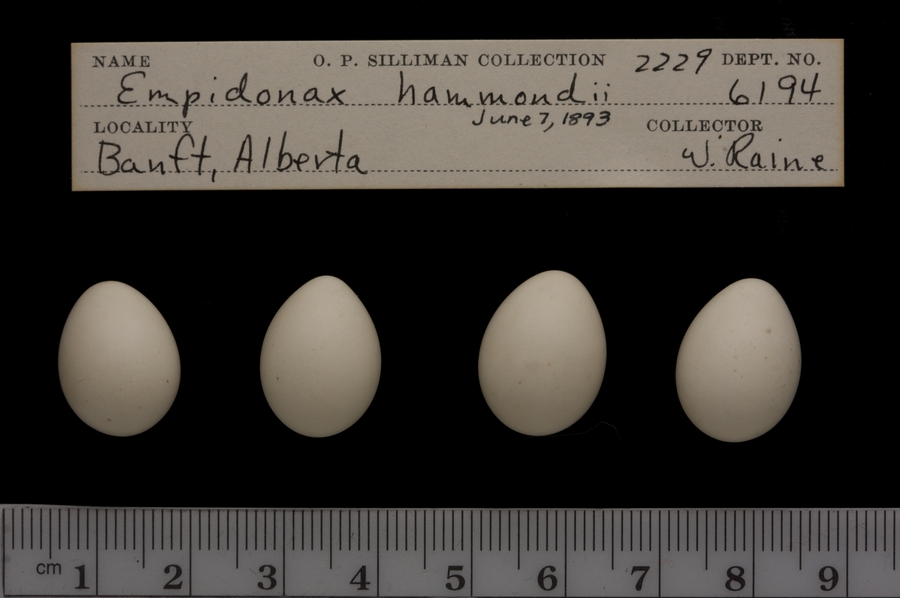 NAME O. P. SILLIMAN COLLECTION 2229 DEPT. NO.
Empidonax hammondii 6194
LOCALITY June 7, 1893 COLLECTOR
Banft, Alberta W. Raine
cm 1 2 3 4 5 6 7 8 9